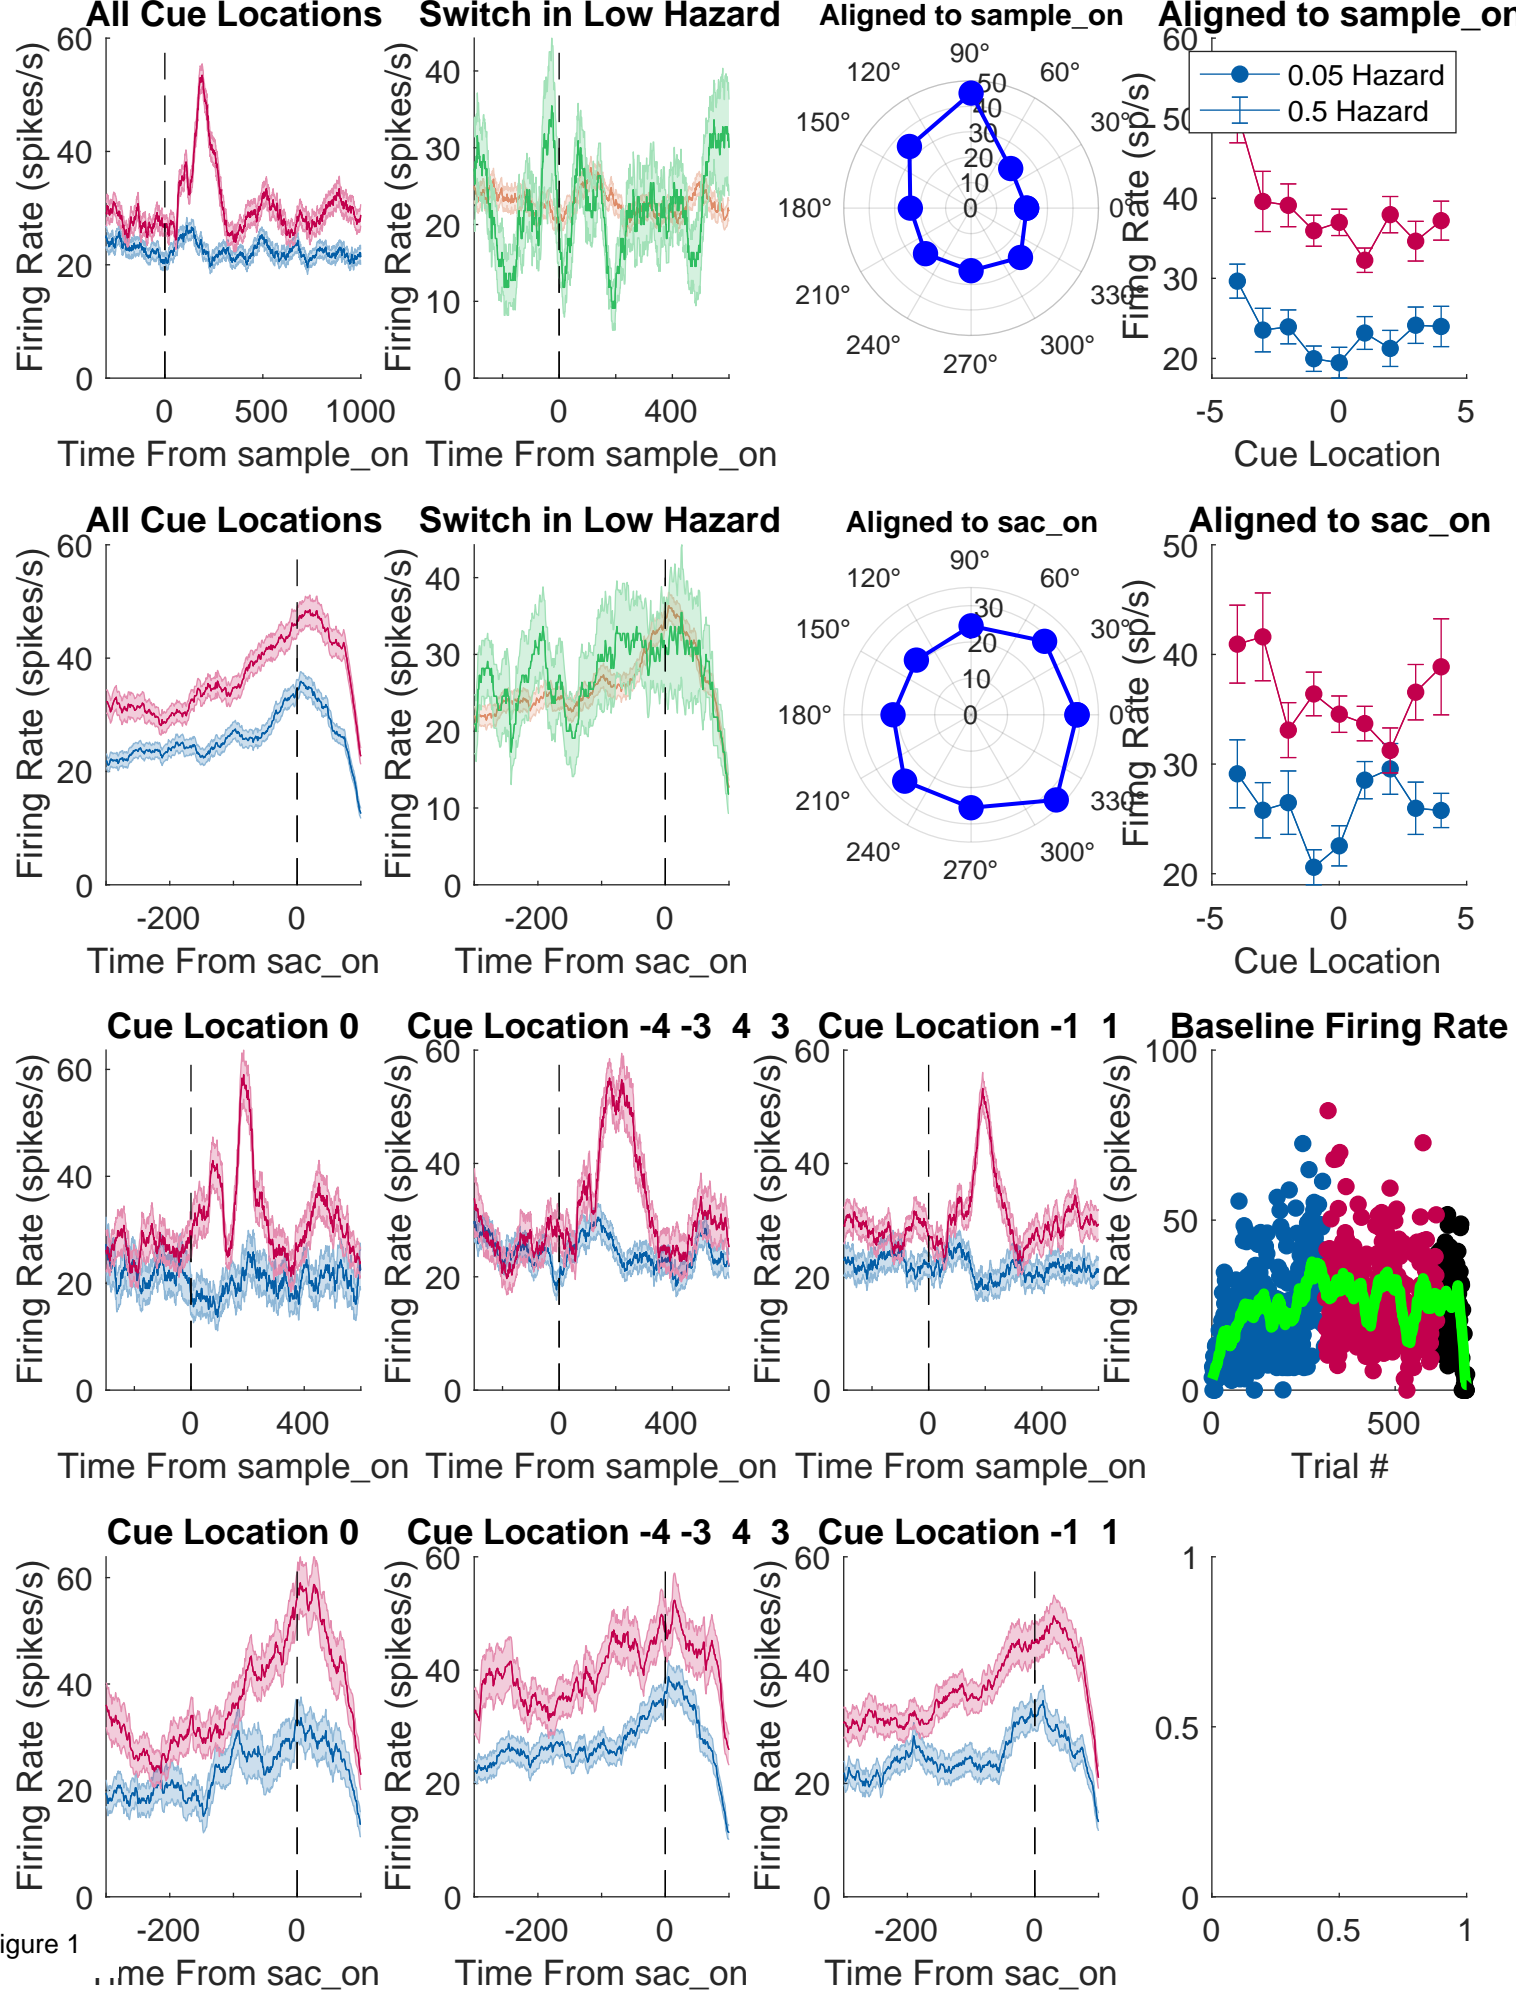 All Cue Locations
Firing Rate (spikes/s)
60
40
20
0
0 500 1000
Time From sample_on
Switch in Low Hazard
Firing Rate (spikes/s)
40
30
20
10
0
0 400
Time From sample_on
Aligned to sample_on
90°
120° 60°
150° 30°
180° 0°
210° 330°
240° 300°
270°
50
40
30
20
10
0
Aligned to sample_on
Firing Rate (sp/s)
60
50
40
30
20
0.05 Hazard
0.5 Hazard
-5 0 5
Cue Location
All Cue Locations
Firing Rate (spikes/s)
60
40
20
0
-200 0
Time From sac_on
Switch in Low Hazard
Firing Rate (spikes/s)
40
30
20
10
0
-200 0
Time From sac_on
Aligned to sac_on
90°
120° 60°
150° 30°
180° 0°
210° 330°
240° 300°
270°
30
20
10
0
Aligned to sac_on
Firing Rate (sp/s)
50
40
30
20
-5 0 5
Cue Location
Cue Location 0
Firing Rate (spikes/s)
60
40
20
0
0 400
Time From sample_on
Cue Location -4 -3 4 3
Firing Rate (spikes/s)
60
40
20
0
0 400
Time From sample_on
Cue Location -1 1
Firing Rate (spikes/s)
60
40
20
0
0 400
Time From sample_on
Baseline Firing Rate
Firing Rate (spikes/s)
100
50
0
0 500
Trial #
Cue Location 0
Firing Rate (spikes/s)
60
40
20
0
-200 0
Time From sac_on
Cue Location -4 -3 4 3
Firing Rate (spikes/s)
60
40
20
0
-200 0
Time From sac_on
Cue Location -1 1
Firing Rate (spikes/s)
60
40
20
0
-200 0
Time From sac_on
1
0.5
0
0 0.5 1
igure 1